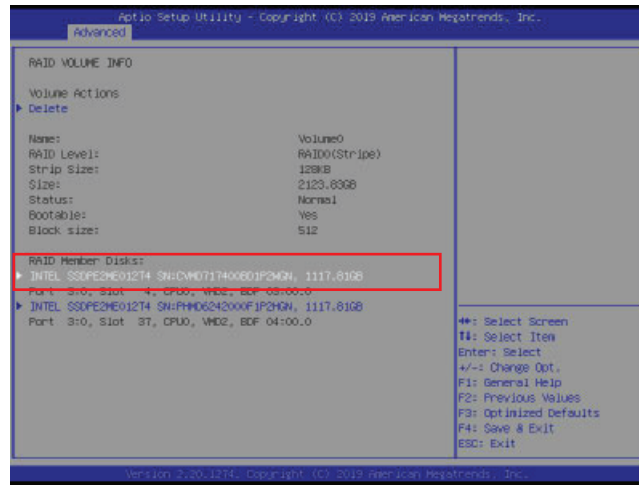 Aptio Setup Utility - Copyright (C) 2019 American Megatrends, Inc.
Advanced
RAID VOLUME INFO
Volume Actions
Delete
Name: Volume0
RAID Level: RAID0(Stripe)
Strip Size: 128KB
Size: 2123.83GB
Status: Normal
Bootable: Yes
Block size: 512
RAID Member Disks:
INTEL SSDPE2ME012T4 1117.81GB
Port 3:0, Slot 4, CPU0, VMD2, BDF 03:00.0
INTEL SSDPE2ME012T4 1117.81GB
Port 3:0, Slot 37, CPU0, VMD2, BDF 04:00.0
: Select Screen
: Select Item
Enter: Select
+/-: Change Opt.
F1: General Help
F2: Previous Values
F3: Optimized Defaults
F4: Save & Exit
ESC: Exit
Version 2.20.1274. Copyright (C) 2019 American Megatrends, Inc.